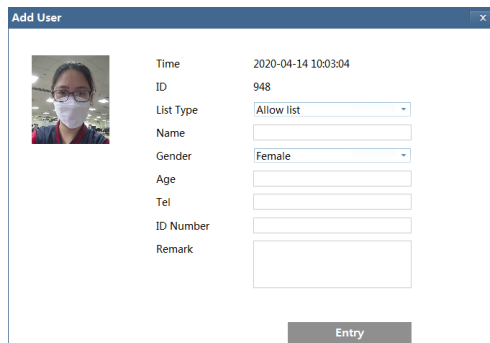 Add User
x
Time 2020-04-14 10:03:04
ID 948
List Type Allow list
Name
Gender Female
Age
Tel
ID Number
Remark
Entry